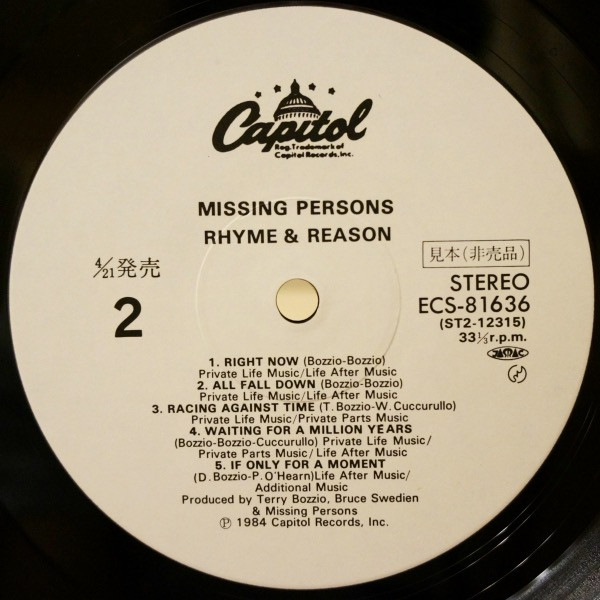 Capitol
Reg. Trademark of
Capitol Records, Inc.
MISSING PERSONS
RHYME & REASON
4/21発売
2
見本(非売品)
STEREO
ECS-81636
(ST2-12315)
33⅓ r.p.m.
JASRAC
1. RIGHT NOW (Bozzio-Bozzio)
Private Life Music/Life After Music
2. ALL FALL DOWN (Bozzio-Bozzio)
Private Life Music/Life After Music
3. RACING AGAINST TIME (T. Bozzio-W. Cuccurullo)
Private Life Music/Private Parts Music
4. WAITING FOR A MILLION YEARS
(Bozzio-Bozzio-Cuccurullo) Private Life Music/
Private Parts Music/Life After Music
5. IF ONLY FOR A MOMENT
(D. Bozzio-P. O'Hearn)Life After Music/
Additional Music
Produced by Terry Bozzio, Bruce Swedien
& Missing Persons
℗ 1984 Capitol Records, Inc.